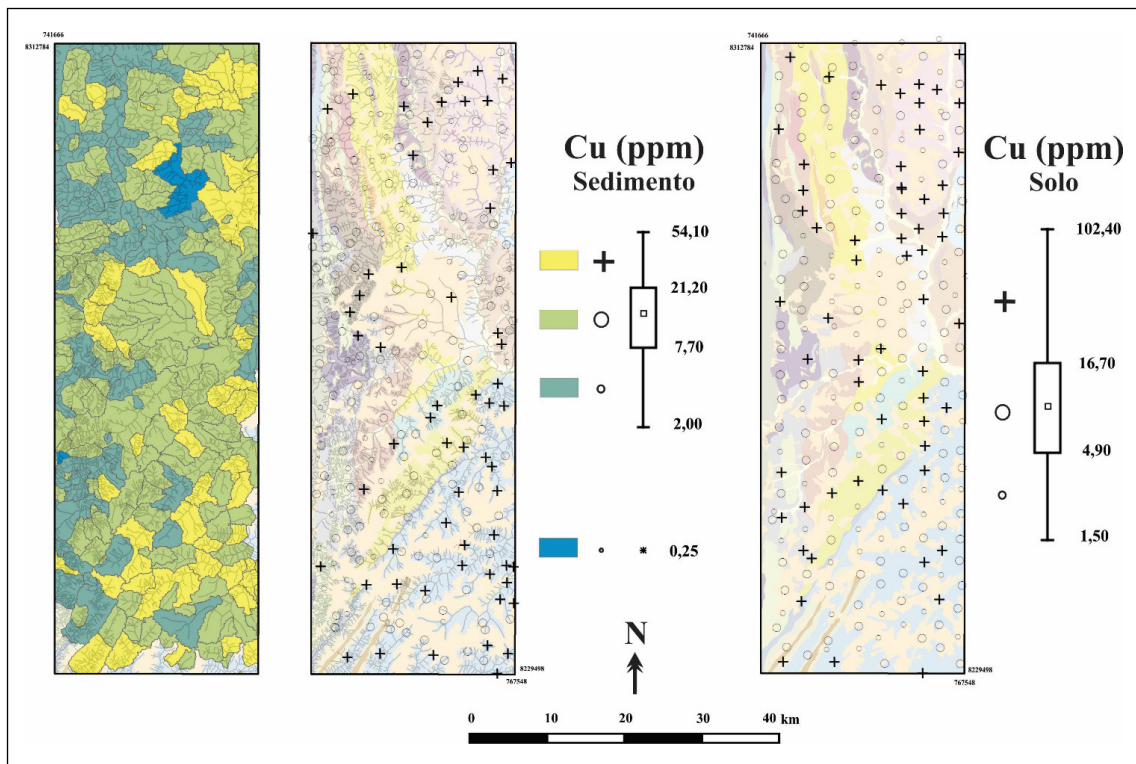 741666
8312784
741666
8312784
Cu (ppm)
Sedimento
54,10
21,20
7,70
2,00
0,25
Cu (ppm)
Solo
102,40
16,70
4,90
1,50
N
8229498
767548
8229498
767548
0 10 20 30 40 km